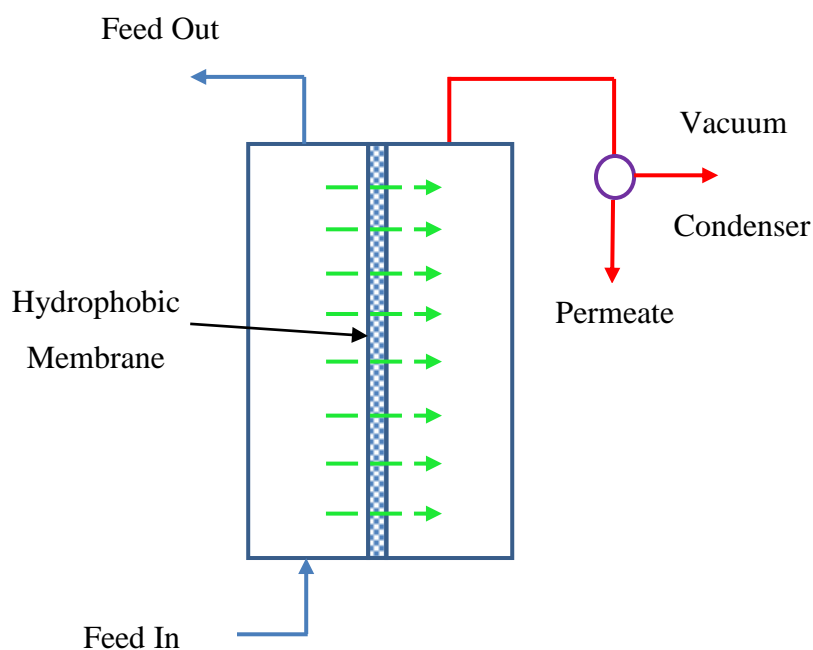 Feed Out
Vacuum
Condenser
Hydrophobic
Membrane
Permeate
Feed In